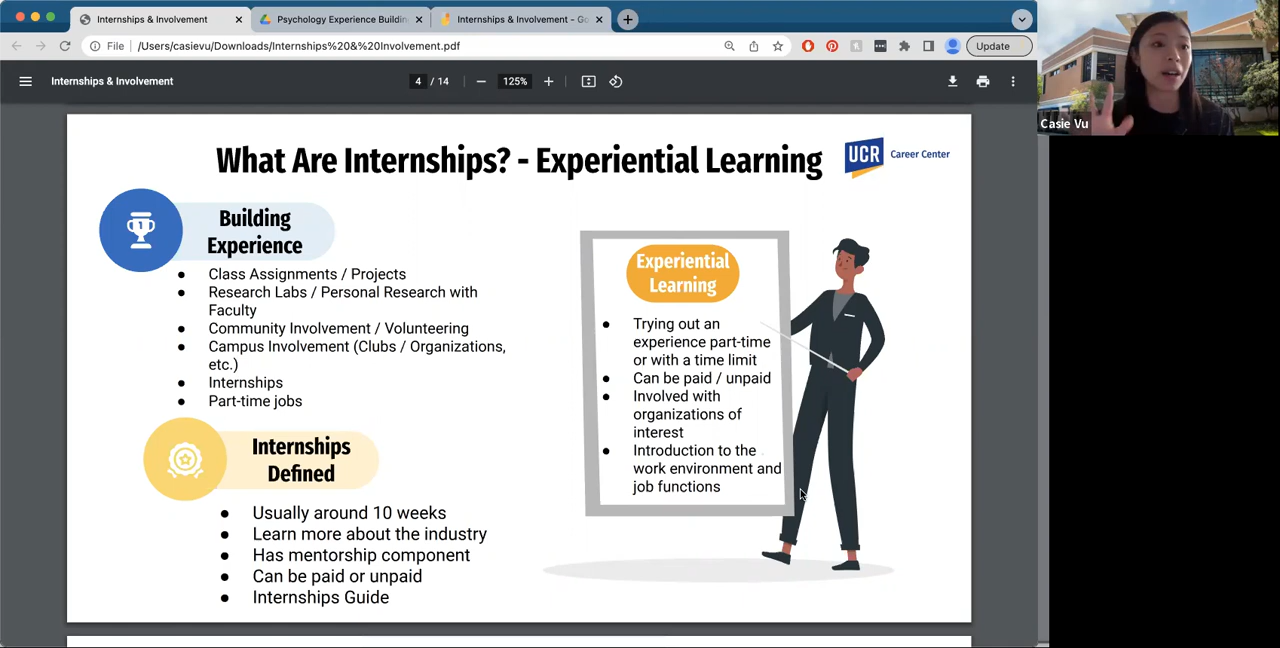 Internships & Involvement
Psychology Experience Buildin
Internships & Involvement - Go
File
/Users/casievu/Downloads/Internships%20&%20Involvement.pdf
Update
Internships & Involvement
4 / 14
125%
Casie Vu
What Are Internships? - Experiential Learning
UCR
Career Center
1
Building
Experience
● Class Assignments / Projects
● Research Labs / Personal Research with
Faculty
● Community Involvement / Volunteering
● Campus Involvement (Clubs / Organizations,
etc.)
● Internships
● Part-time jobs
Internships
Defined
● Usually around 10 weeks
● Learn more about the industry
● Has mentorship component
● Can be paid or unpaid
● Internships Guide
Experiential
Learning
● Trying out an
experience part-time
or with a time limit
● Can be paid / unpaid
● Involved with
organizations of
interest
● Introduction to the
work environment and
job functions